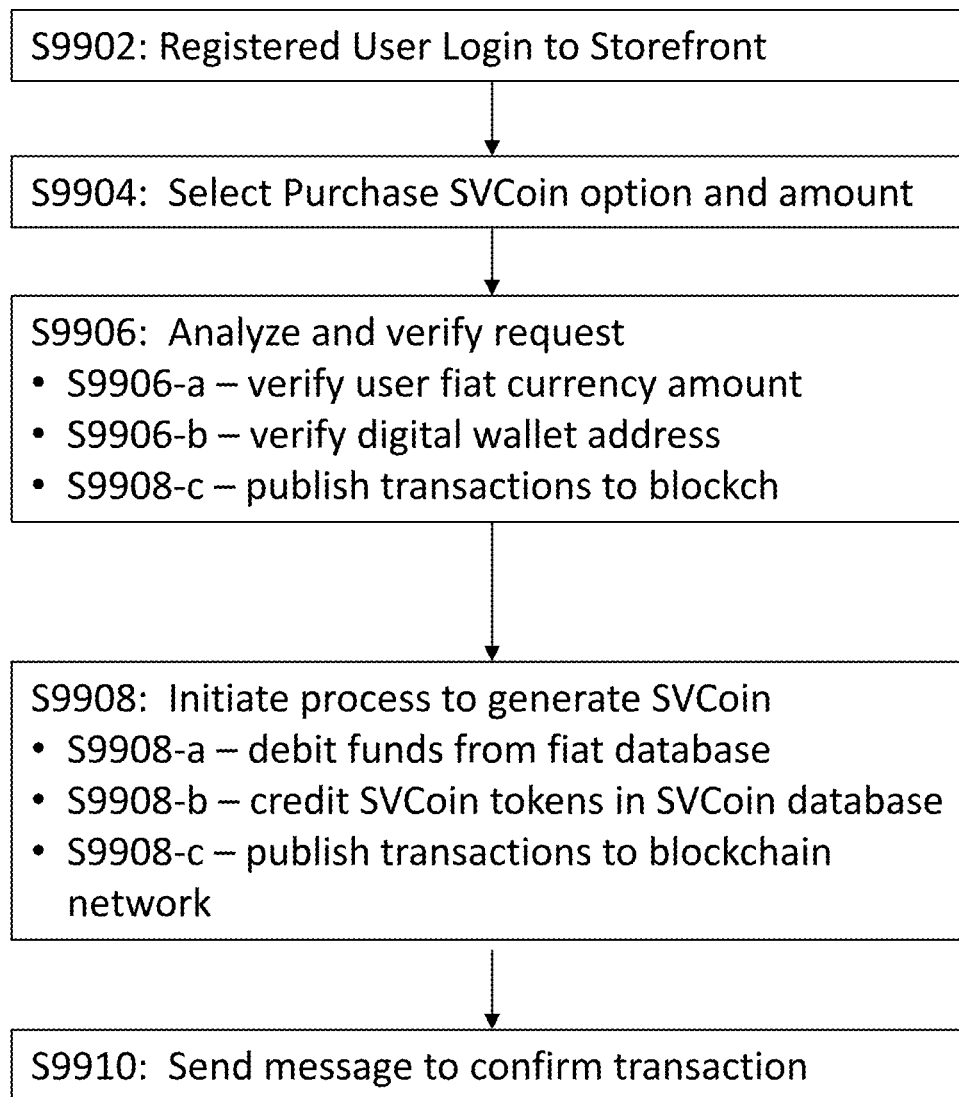 S9902: Registered User Login to Storefront
S9904: Select Purchase SVCoin option and amount
S9906: Analyze and verify request
• S9906-a – verify user fiat currency amount
• S9906-b – verify digital wallet address
• S9908-c – publish transactions to blockch
S9908: Initiate process to generate SVCoin
• S9908-a – debit funds from fiat database
• S9908-b – credit SVCoin tokens in SVCoin database
• S9908-c – publish transactions to blockchain
network
S9910: Send message to confirm transaction